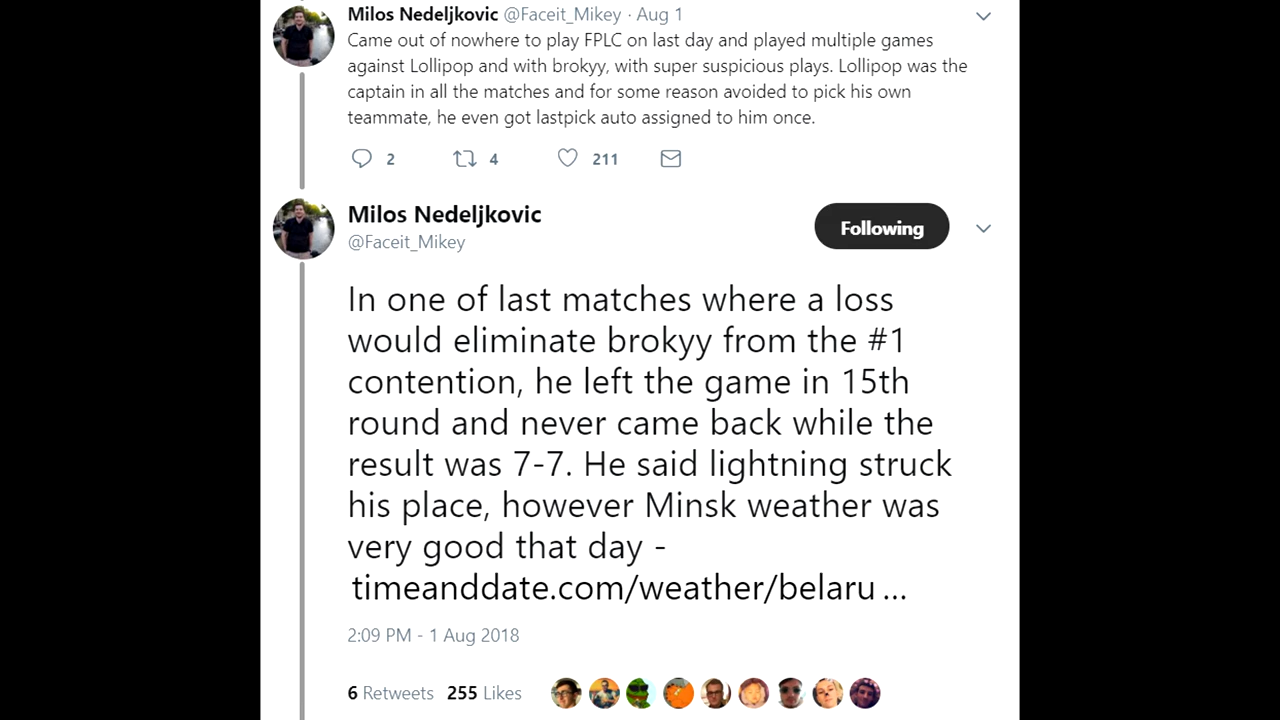 Milos Nedeljkovic @Faceit_Mikey · Aug 1
Came out of nowhere to play FPLC on last day and played multiple games
against Lollipop and with brokyy, with super suspicious plays. Lollipop was the
captain in all the matches and for some reason avoided to pick his own
teammate, he even got lastpick auto assigned to him once.
2 4 211
Milos Nedeljkovic
@Faceit_Mikey
Following
In one of last matches where a loss
would eliminate brokyy from the #1
contention, he left the game in 15th
round and never came back while the
result was 7-7. He said lightning struck
his place, however Minsk weather was
very good that day -
timeanddate.com/weather/belaru ...
2:09 PM - 1 Aug 2018
6 Retweets 255 Likes